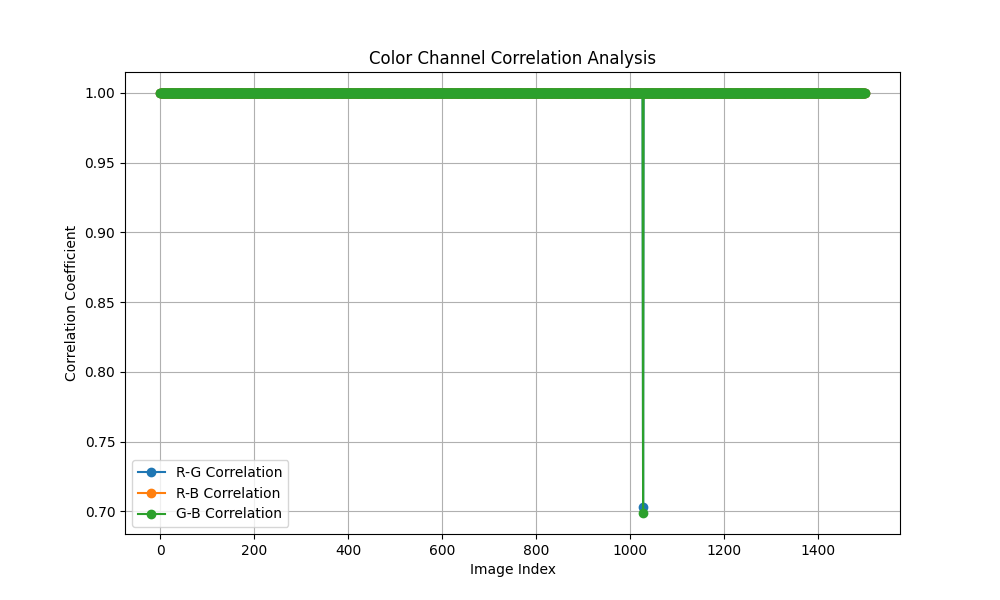 Color Channel Correlation Analysis
1.00
0.95
0.90
0.85
0.80
0.75
0.70
Correlation Coefficient
R-G Correlation
R-B Correlation
G-B Correlation
0 200 400 600 800 1000 1200 1400
Image Index